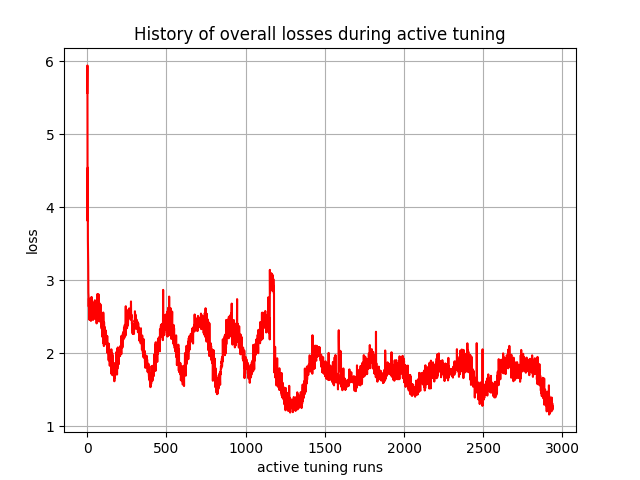 History of overall losses during active tuning
6
5
4
3
2
1
loss
0 500 1000 1500 2000 2500 3000
active tuning runs